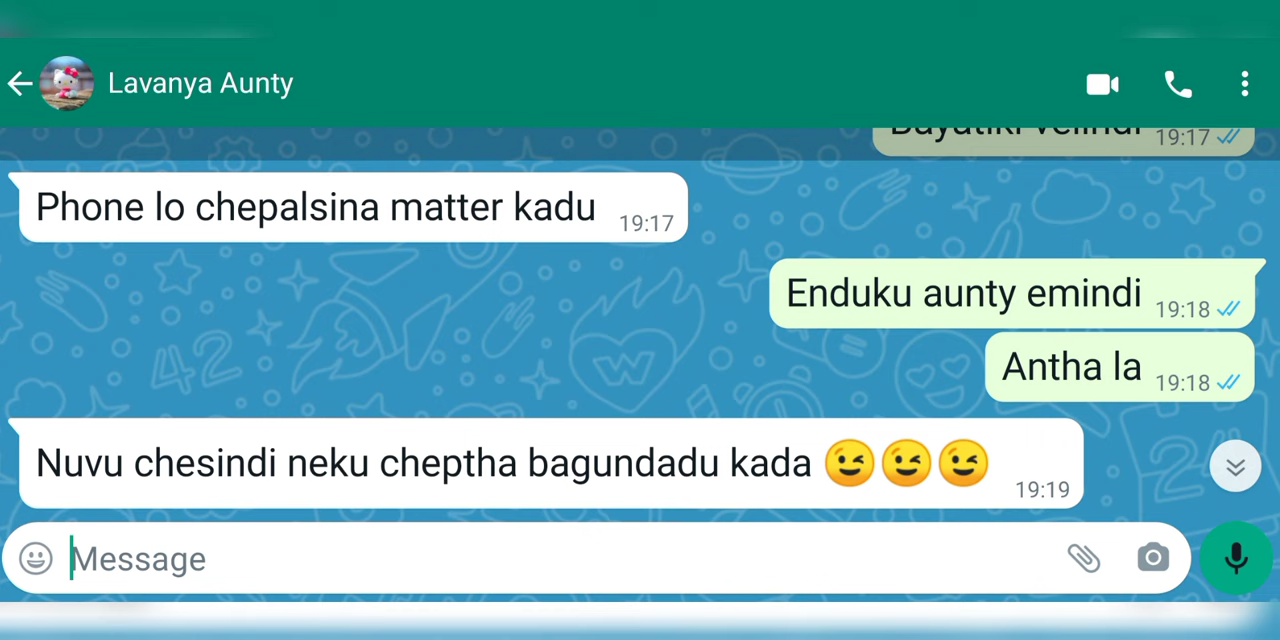 Lavanya Aunty
19:17
Phone lo chepalsina matter kadu 19:17
Enduku aunty emindi 19:18
Antha la 19:18
Nuvu chesindi neku cheptha bagundadu kada 😉😉😉 19:19
Message